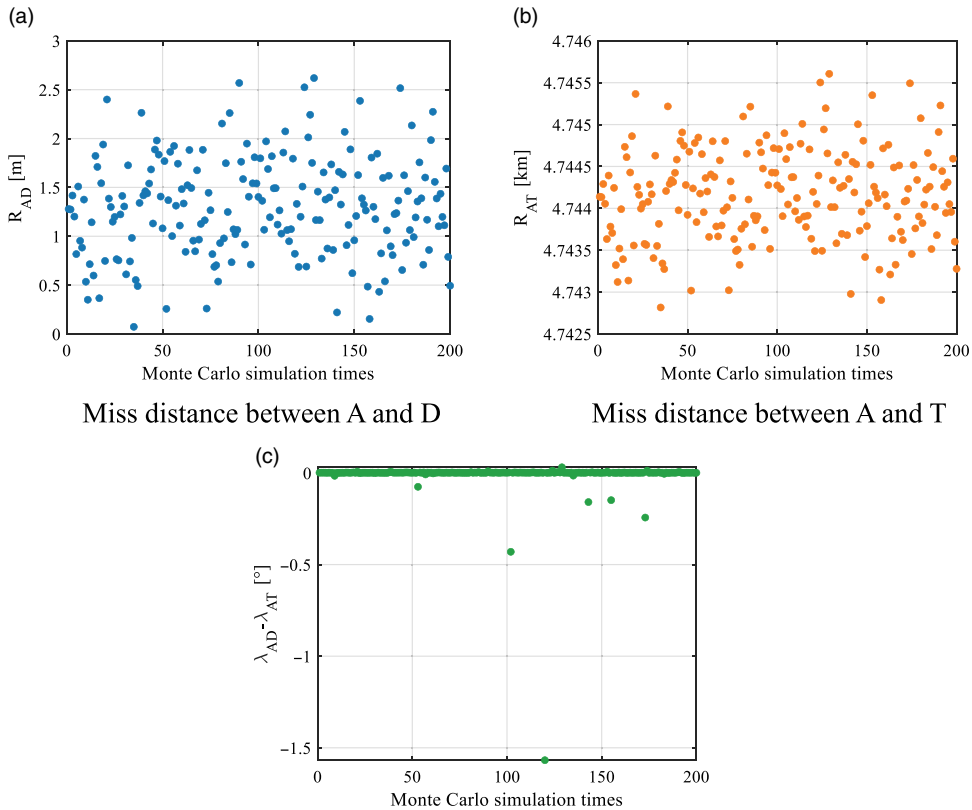 (a)
3
2.5
2
1.5
1
0.5
0
R_AD [m]
0 50 100 150 200
Monte Carlo simulation times
Miss distance between A and D
(b)
4.746
4.7455
4.745
4.7445
4.744
4.7435
4.743
4.7425
R_AT [km]
0 50 100 150 200
Monte Carlo simulation times
Miss distance between A and T
(c)
0
−0.5
−1
−1.5
λ_AD-λ_AT [°]
0 50 100 150 200
Monte Carlo simulation times